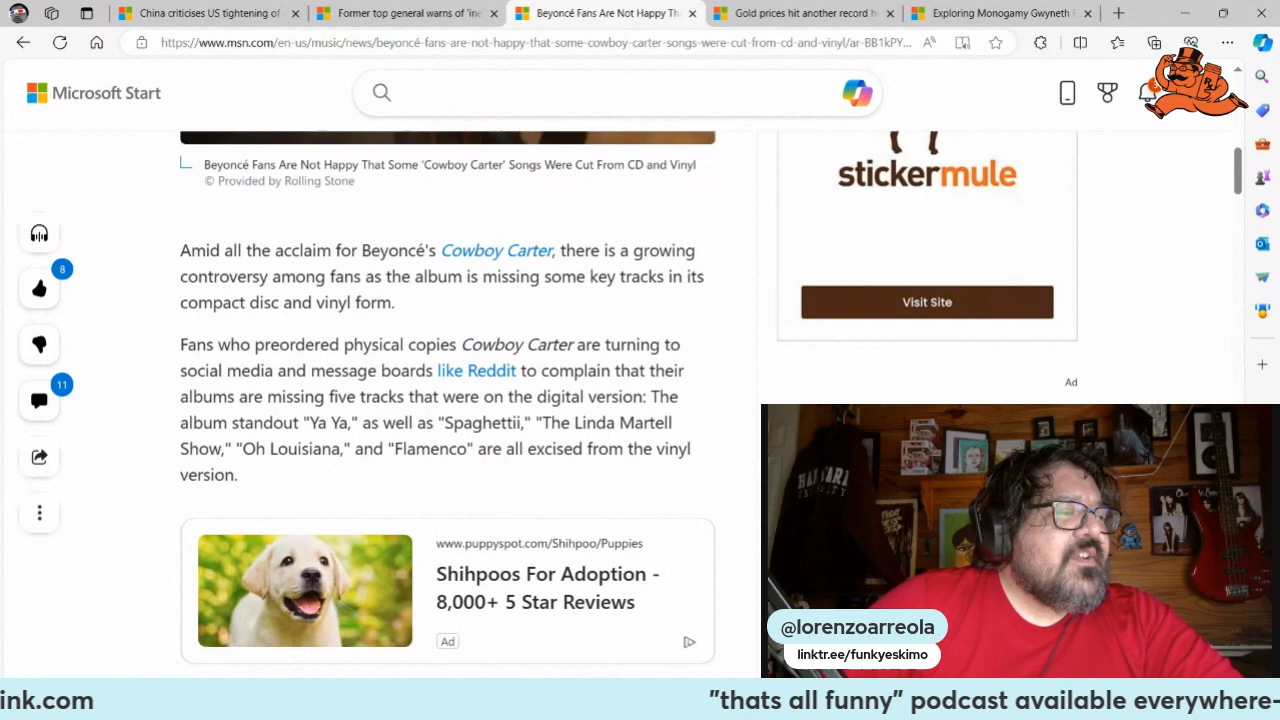 China criticises US tightening of
Former top general warns of 'ine
Beyoncé Fans Are Not Happy Th
Gold prices hit another record h
Exploring Monogamy Gwyneth P
https://www.msn.com/en-us/music/news/beyoncé-fans-are-not-happy-that-some-cowboy-carter-songs-were-cut-from-cd-and-vinyl/ar-BB1kPY...
Microsoft Start
Beyoncé Fans Are Not Happy That Some 'Cowboy Carter' Songs Were Cut From CD and Vinyl
© Provided by Rolling Stone
stickermule
Visit Site
Ad
8
11
Amid all the acclaim for Beyoncé's Cowboy Carter, there is a growing
controversy among fans as the album is missing some key tracks in its
compact disc and vinyl form.
Fans who preordered physical copies Cowboy Carter are turning to
social media and message boards like Reddit to complain that their
albums are missing five tracks that were on the digital version: The
album standout "Ya Ya," as well as "Spaghettii," "The Linda Martell
Show," "Oh Louisiana," and "Flamenco" are all excised from the vinyl
version.
www.puppyspot.com/Shihpoo/Puppies
Shihpoos For Adoption -
8,000+ 5 Star Reviews
Ad
@lorenzoarreola
linktr.ee/funkyeskimo
ink.com
"thats all funny" podcast available everywhere-